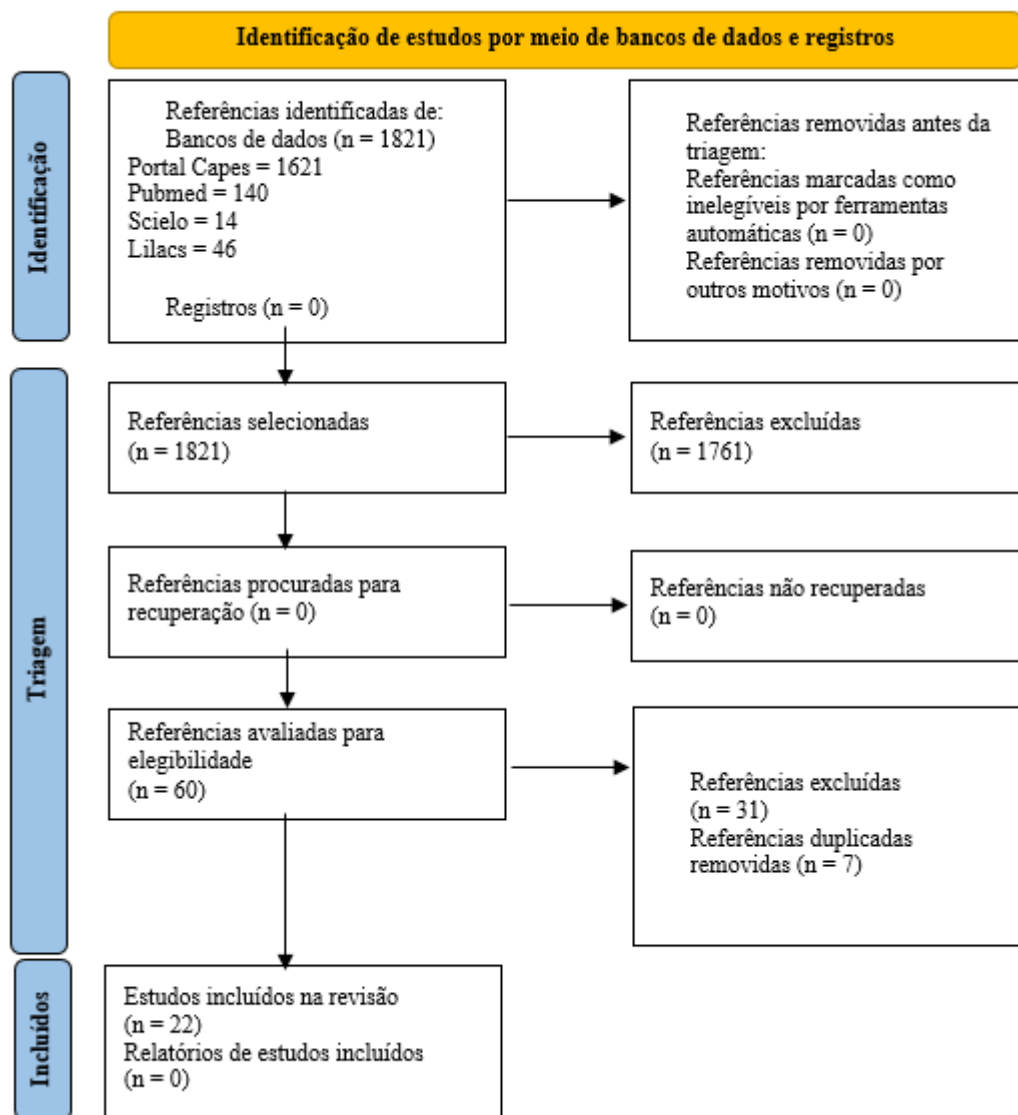 Identificação de estudos por meio de bancos de dados e registros
Identificação
Referências identificadas de:
Bancos de dados (n = 1821)
Portal Capes = 1621
Pubmed = 140
Scielo = 14
Lilacs = 46
Registros (n = 0)
Referências removidas antes da
triagem:
Referências marcadas como
inelegíveis por ferramentas
automáticas (n = 0)
Referências removidas por
outros motivos (n = 0)
Triagem
Referências selecionadas
(n = 1821)
Referências excluídas
(n = 1761)
Referências procuradas para
recuperação (n = 0)
Referências não recuperadas
(n = 0)
Referências avaliadas para
elegibilidade
(n = 60)
Referências excluídas
(n = 31)
Referências duplicadas
removidas (n = 7)
Incluídos
Estudos incluídos na revisão
(n = 22)
Relatórios de estudos incluídos
(n = 0)